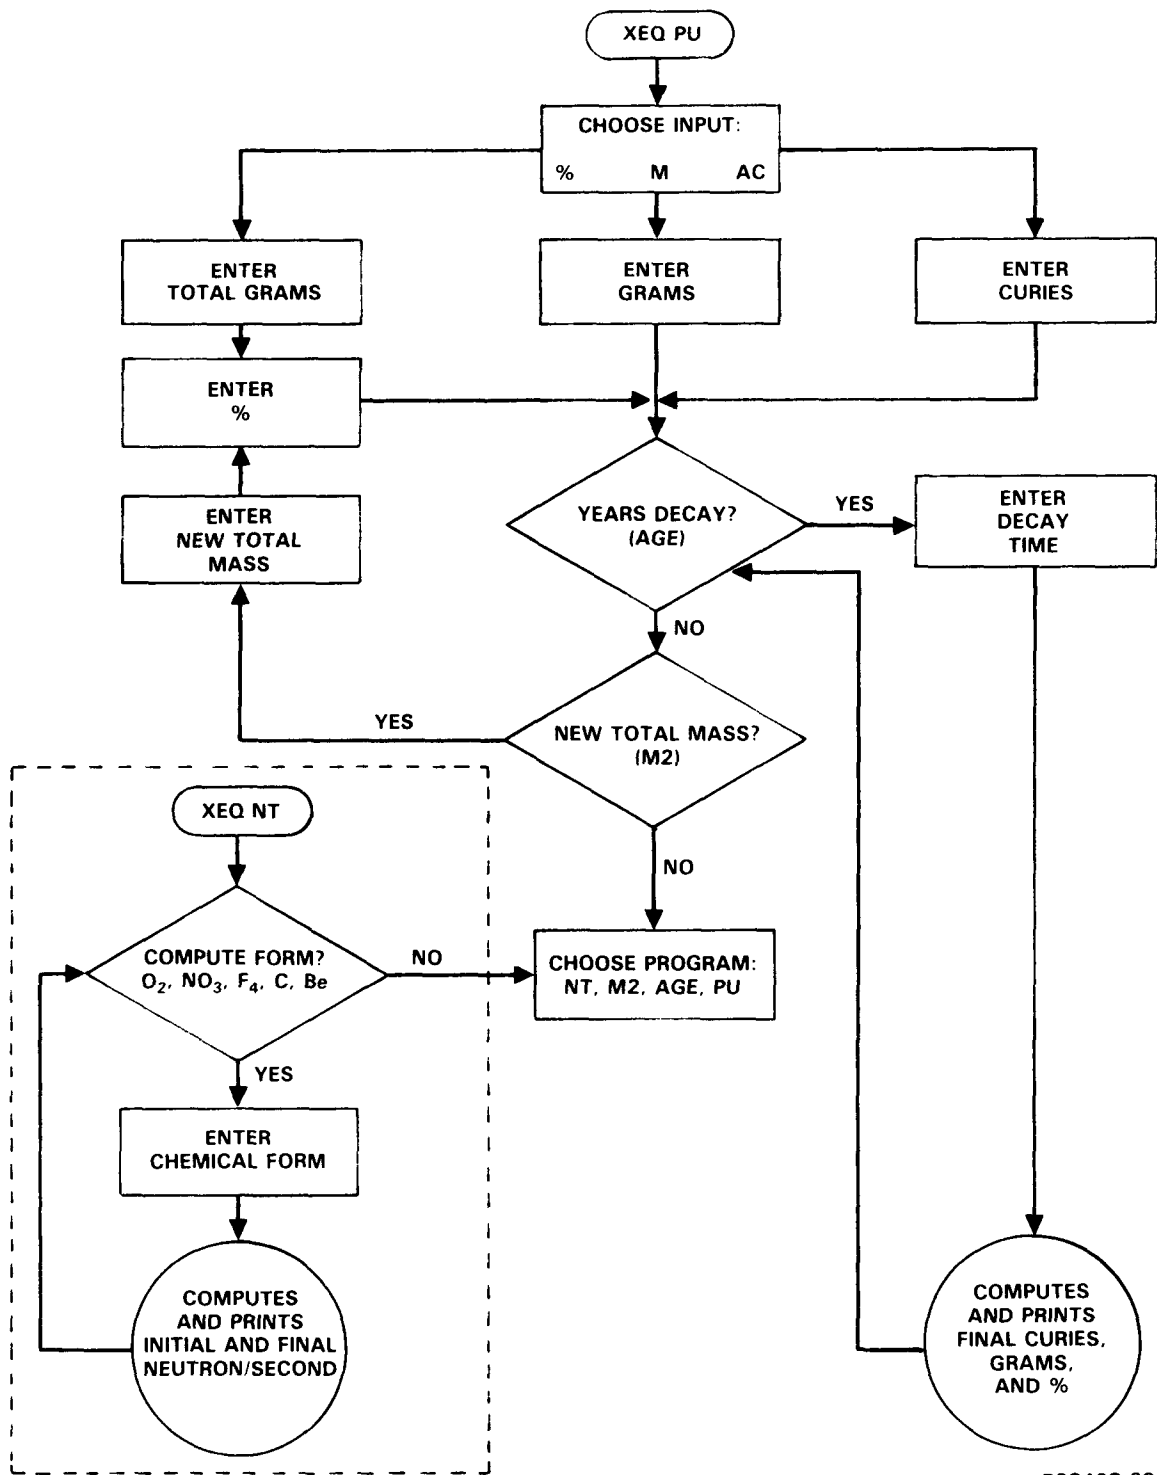 XEQ PU
CHOOSE INPUT:
% M AC
ENTER
TOTAL GRAMS
ENTER
GRAMS
ENTER
CURIES
ENTER
%
YEARS DECAY?
(AGE)
YES
ENTER
DECAY
TIME
ENTER
NEW TOTAL
MASS
NO
NEW TOTAL MASS?
(M2)
YES
NO
XEQ NT
COMPUTE FORM?
O₂, NO₃, F₄, C, Be
NO
CHOOSE PROGRAM:
NT, M2, AGE, PU
YES
ENTER
CHEMICAL FORM
COMPUTES
AND PRINTS
INITIAL AND FINAL
NEUTRON/SECOND
COMPUTES
AND PRINTS
FINAL CURIES,
GRAMS,
AND %